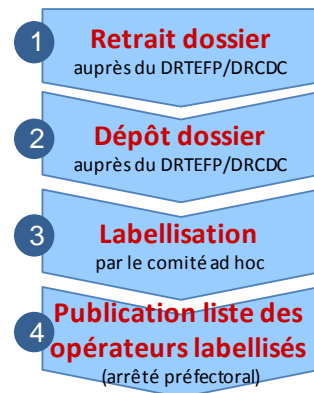 1
Retrait dossier
auprès du DRTEFP/DRCDC
2
Dépôt dossier
auprès du DRTEFP/DRCDC
3
Labellisation
par le comité ad hoc
4
Publication liste des
opérateurs labellisés
(arrêté préfectoral)